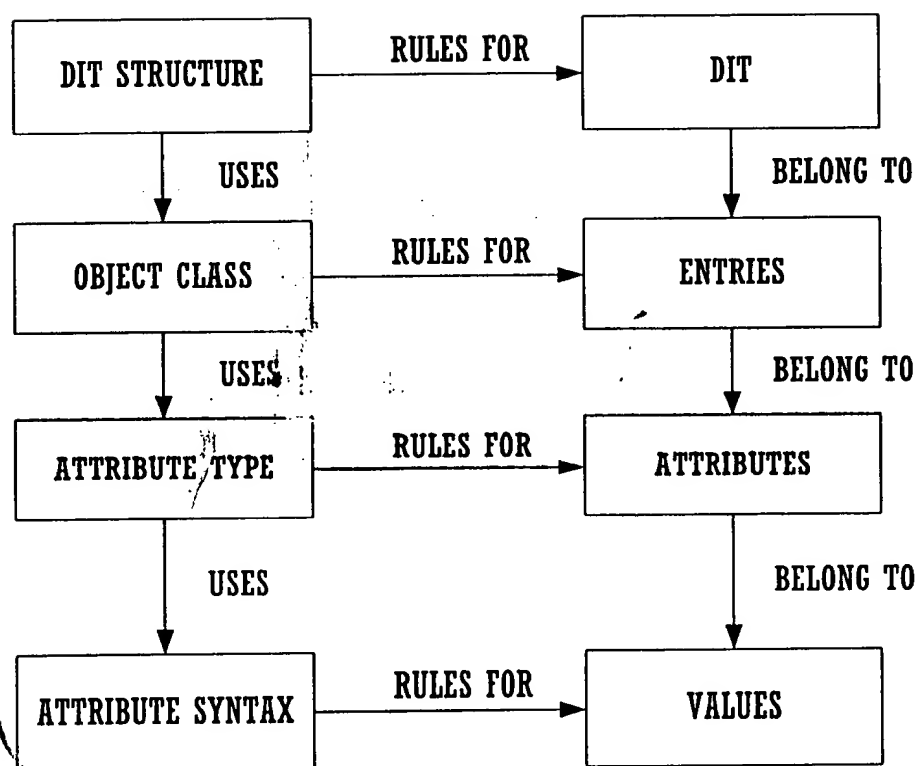 DIT STRUCTURE
RULES FOR
DIT
USES
BELONG TO
OBJECT CLASS
RULES FOR
ENTRIES
USES
BELONG TO
ATTRIBUTE TYPE
RULES FOR
ATTRIBUTES
USES
BELONG TO
ATTRIBUTE SYNTAX
RULES FOR
VALUES